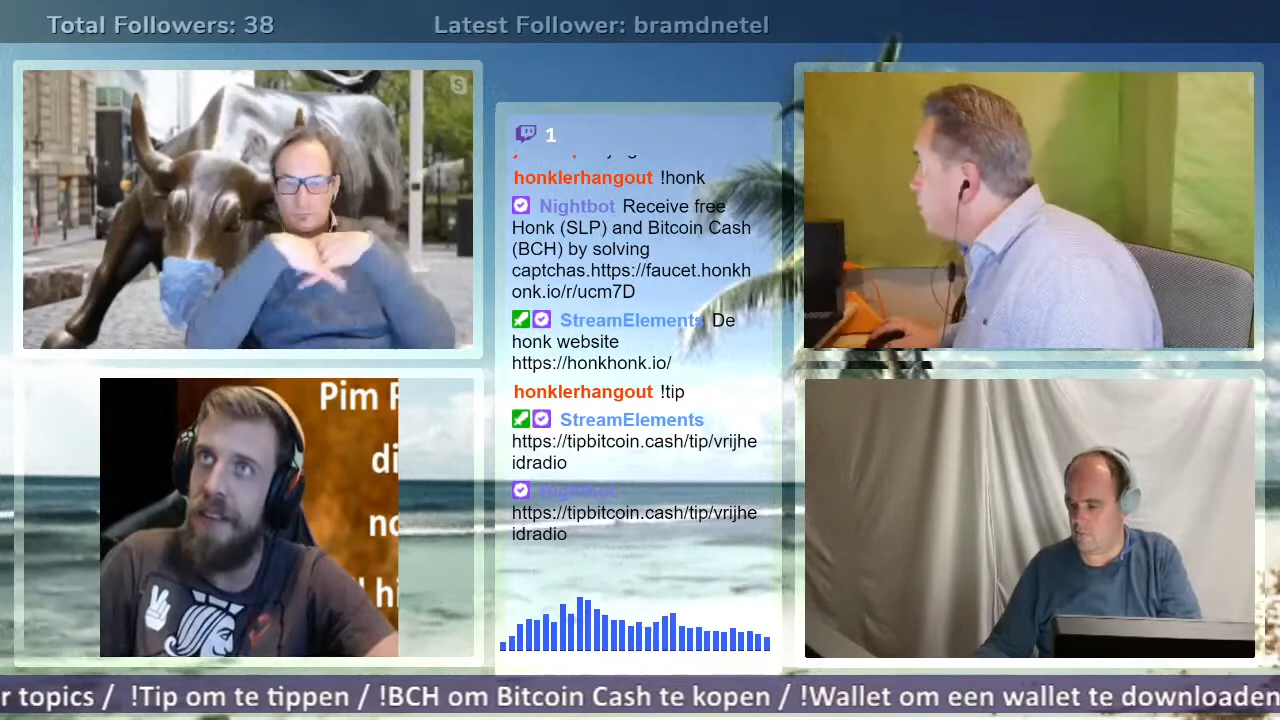 Total Followers: 38
Latest Follower: bramdnetel
1
honklerhangout !honk
Nightbot Receive free
Honk (SLP) and Bitcoin Cash
(BCH) by solving
captchas.https://faucet.honkh
onk.io/r/ucm7D
StreamElements De
honk website
https://honkhonk.io/
honklerhangout !tip
StreamElements
https://tipbitcoin.cash/tip/vrijhe
idradio
Nightbot
https://tipbitcoin.cash/tip/vrijhe
idradio
Pim
di
r topics / !Tip om te tippen / !BCH om Bitcoin Cash te kopen / !Wallet om een wallet te downloaden